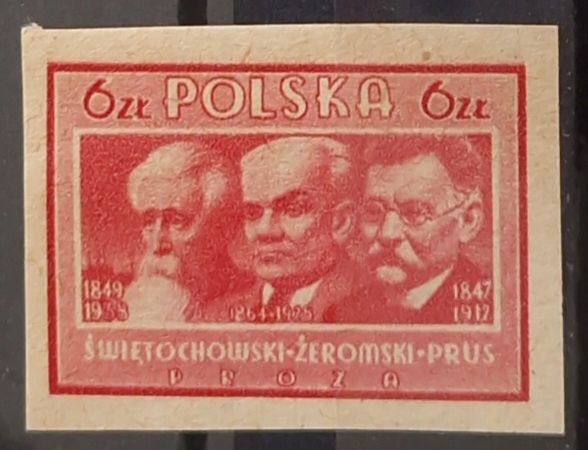 6zł POLSKA 6zł
1849
1938
1864-1925
1847
1912
ŚWIĘTOCHOWSKI·ŻEROMSKI·PRUS
PROZA